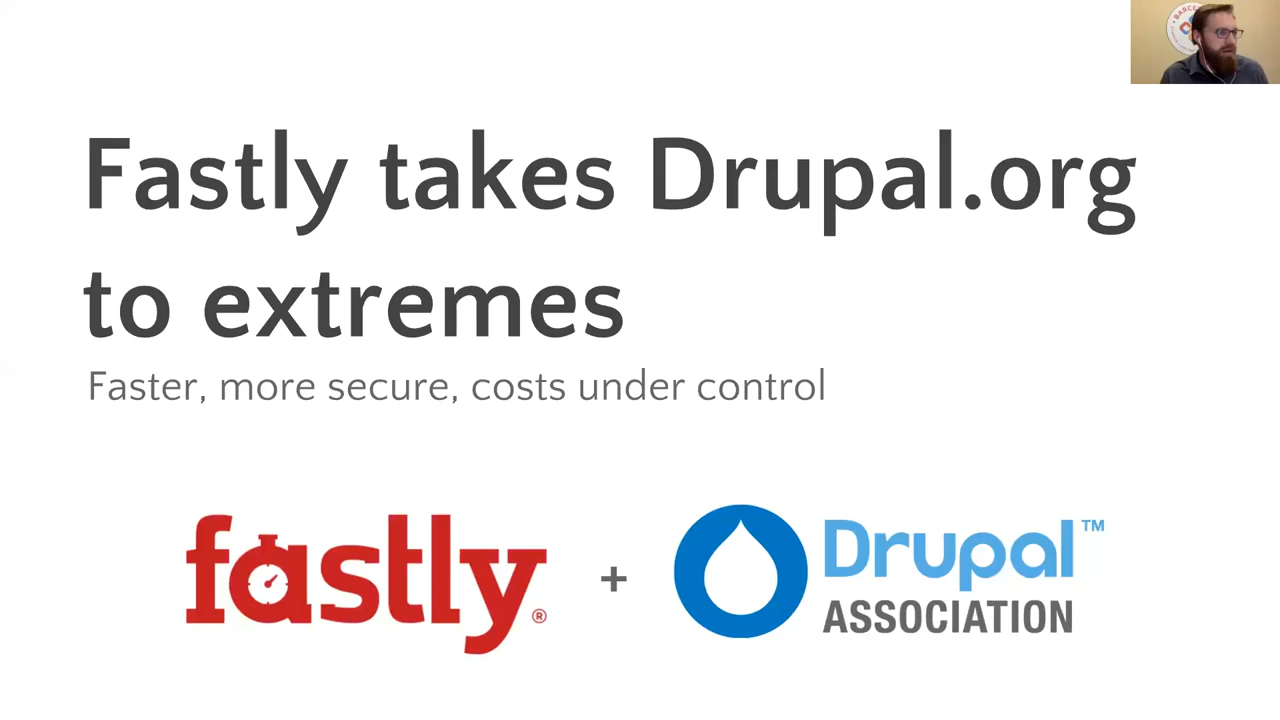 Fastly takes Drupal.org
to extremes
Faster, more secure, costs under control
fastly®
+
Drupal™
ASSOCIATION